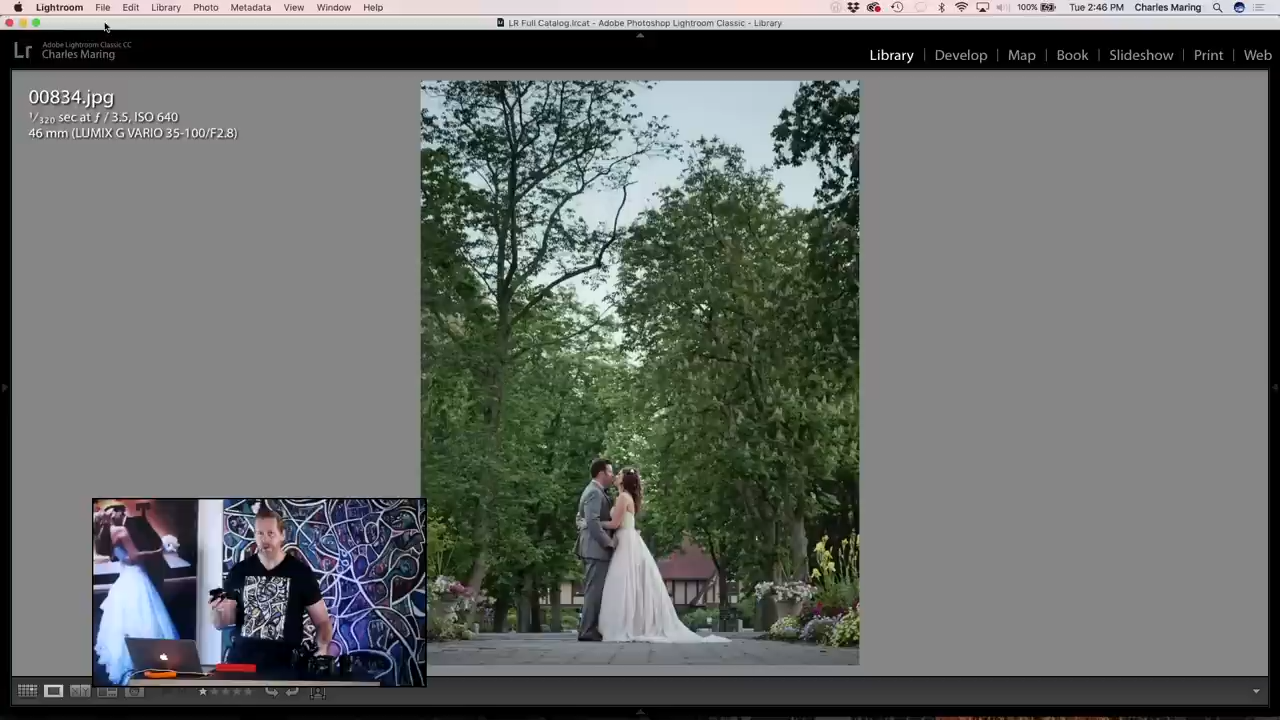 Lightroom File Edit Library Photo Metadata View Window Help 100% Tue 2:46 PM Charles Maring
LR Full Catalog.lrcat - Adobe Photoshop Lightroom Classic - Library
Lr Adobe Lightroom Classic CC
Charles Maring
Library | Develop | Map | Book | Slideshow | Print | Web
00834.jpg
1/320 sec at ƒ / 3.5, ISO 640
46 mm (LUMIX G VARIO 35-100/F2.8)